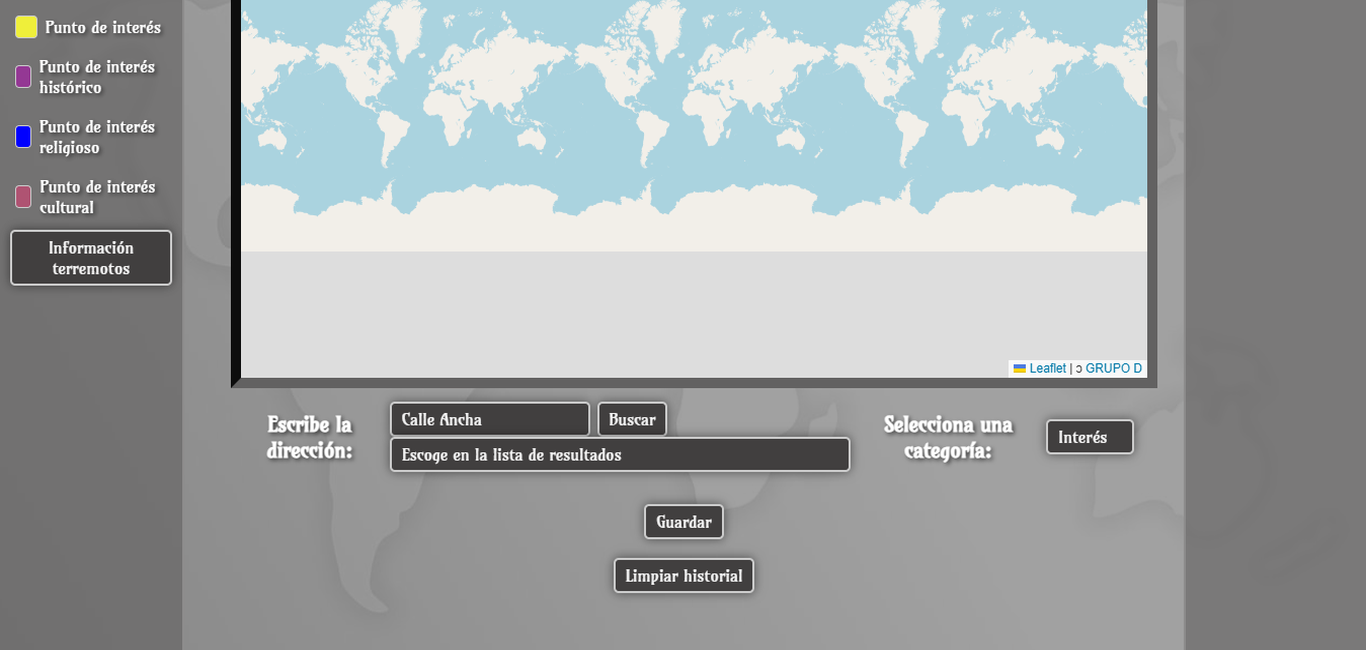 Punto de interés
Punto de interés
histórico
Punto de interés
religioso
Punto de interés
cultural
Información
terremotos
Leaflet | ɔ GRUPO D
Escribe la
dirección:
Calle Ancha
Buscar
Escoge en la lista de resultados
Selecciona una
categoría:
Interés
Guardar
Limpiar historial